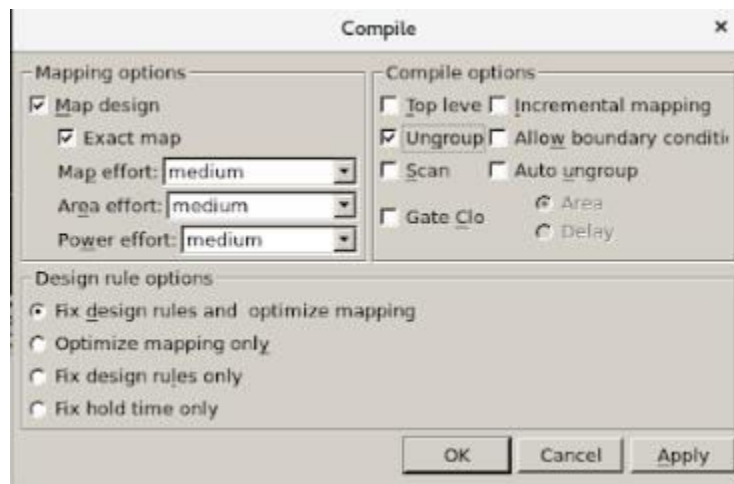 Compile
Mapping options
Map design
Exact map
Map effort: medium
Area effort: medium
Power effort: medium
Compile options
Top leve Incremental mapping
Ungroup Allow boundary conditi
Scan Auto ungroup
Gate Clo
Area
Delay
Design rule options
Fix design rules and optimize mapping
Optimize mapping only
Fix design rules only
Fix hold time only
OK Cancel Apply